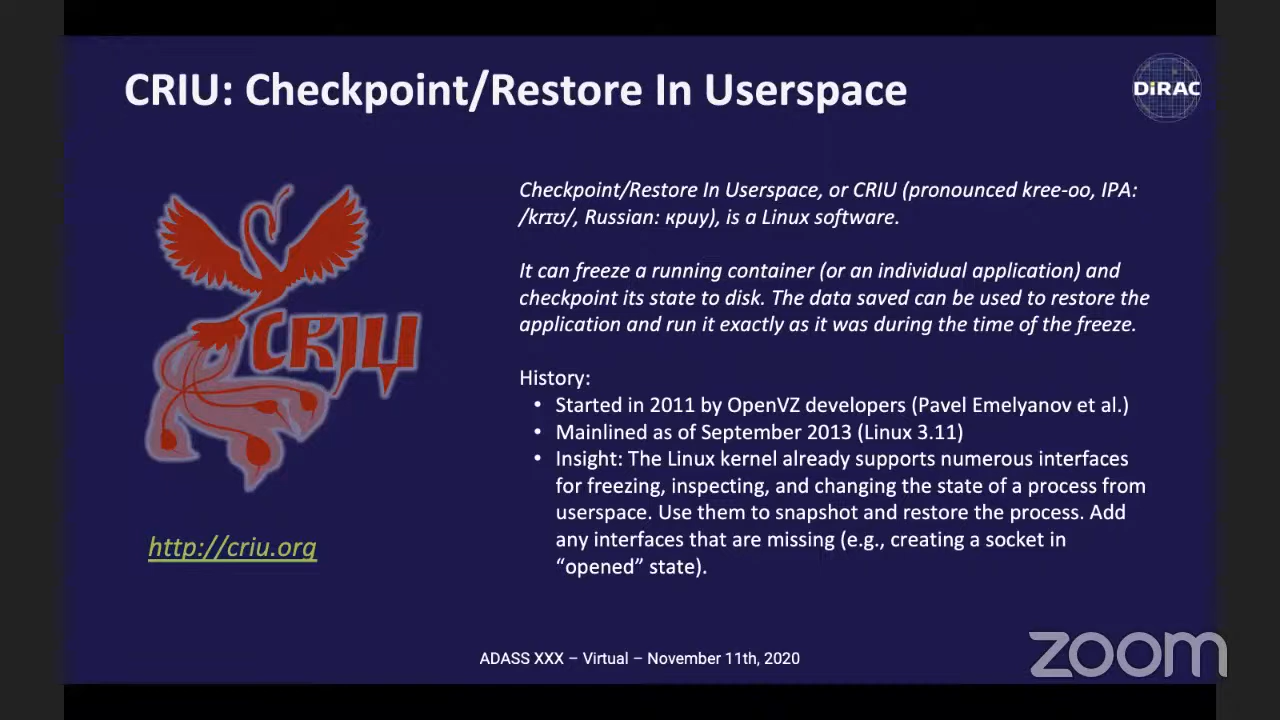 CRIU: Checkpoint/Restore In Userspace
DiRAC
Checkpoint/Restore In Userspace, or CRIU (pronounced kree-oo, IPA:
/krɪʊ/, Russian: криу), is a Linux software.
It can freeze a running container (or an individual application) and
checkpoint its state to disk. The data saved can be used to restore the
application and run it exactly as it was during the time of the freeze.
CRIU
History:
• Started in 2011 by OpenVZ developers (Pavel Emelyanov et al.)
• Mainlined as of September 2013 (Linux 3.11)
• Insight: The Linux kernel already supports numerous interfaces
for freezing, inspecting, and changing the state of a process from
userspace. Use them to snapshot and restore the process. Add
any interfaces that are missing (e.g., creating a socket in
“opened” state).
http://criu.org
ADASS XXX – Virtual – November 11th, 2020
zoom